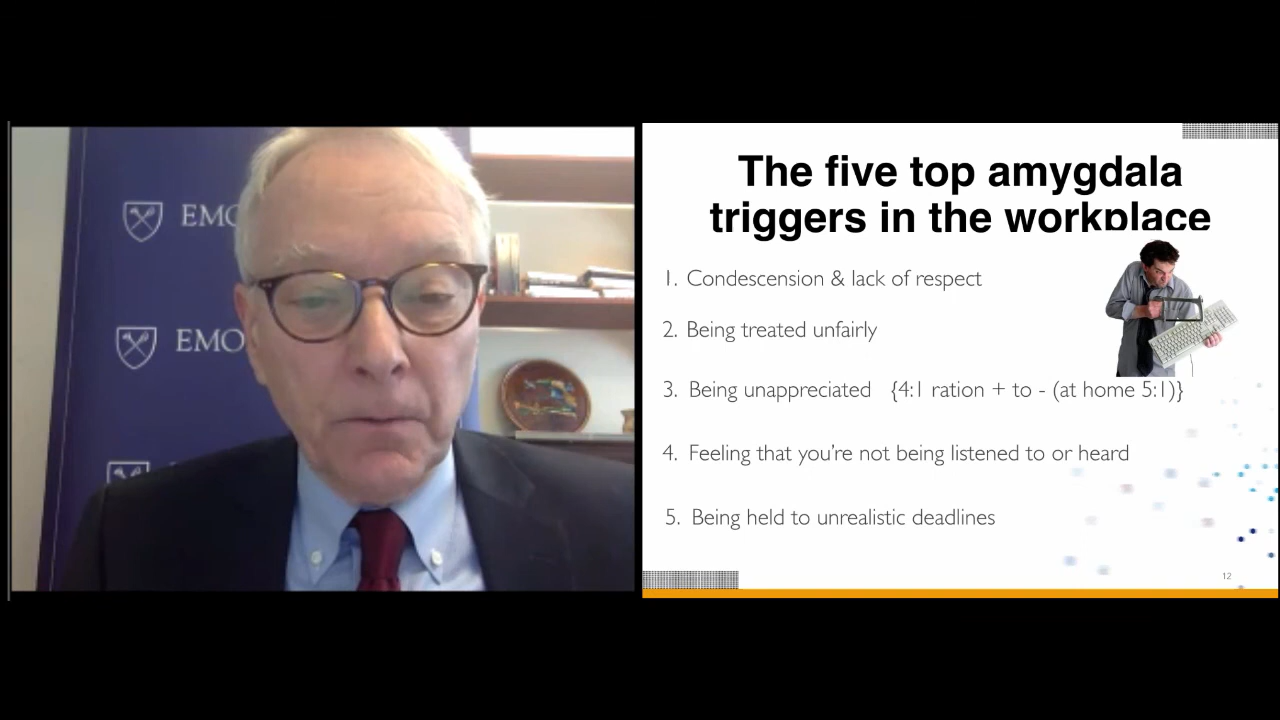 EMO
EMO
The five top amygdala
triggers in the workplace
1. Condescension & lack of respect
2. Being treated unfairly
3. Being unappreciated {4:1 ration + to - (at home 5:1)}
4. Feeling that you're not being listened to or heard
5. Being held to unrealistic deadlines
12